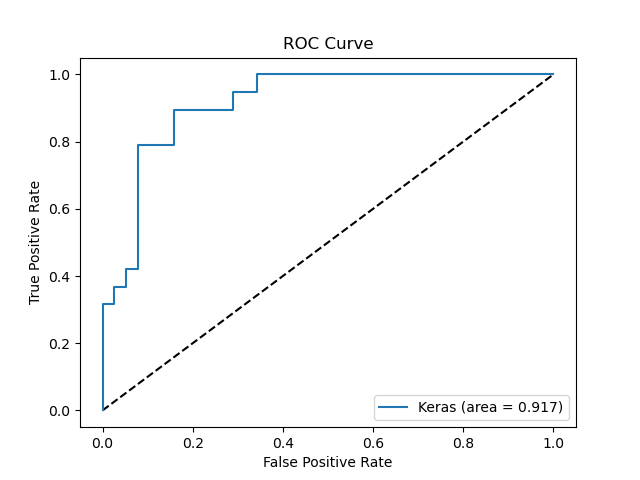 ROC Curve
True Positive Rate
1.0
0.8
0.6
0.4
0.2
0.0
0.0 0.2 0.4 0.6 0.8 1.0
False Positive Rate
Keras (area = 0.917)